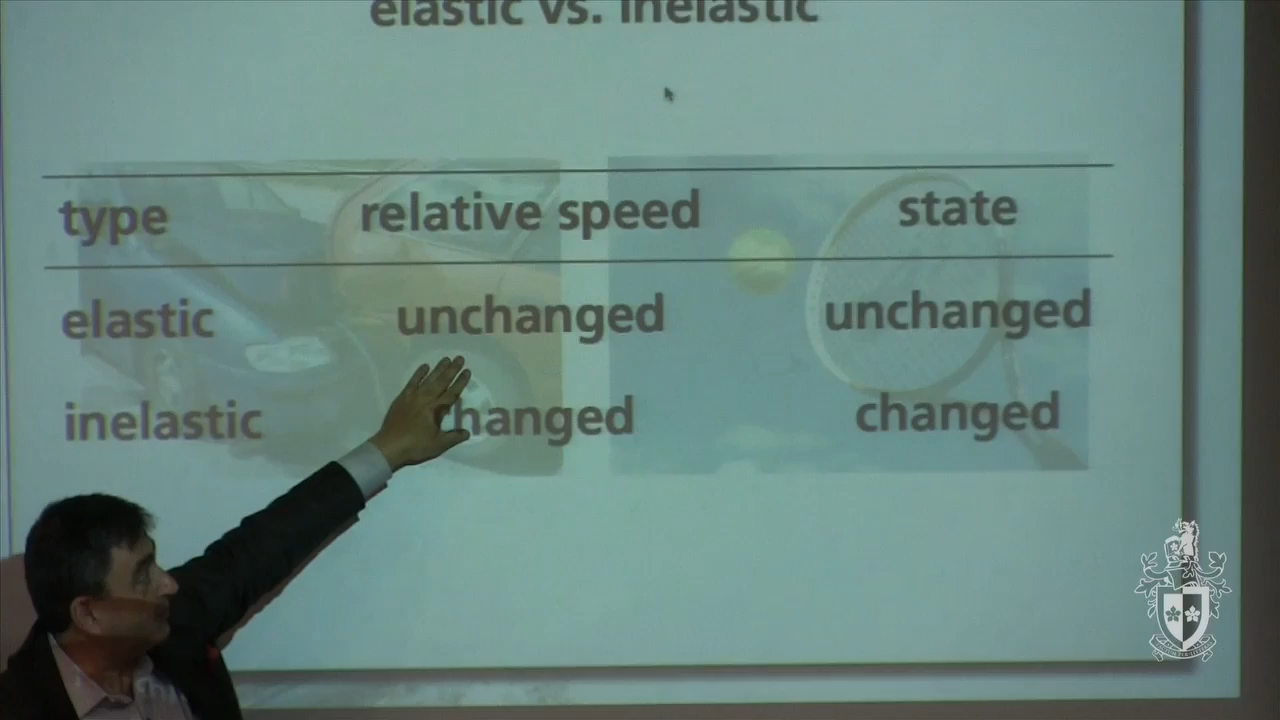 elastic vs. inelastic
type relative speed state
elastic unchanged unchanged
inelastic changed changed